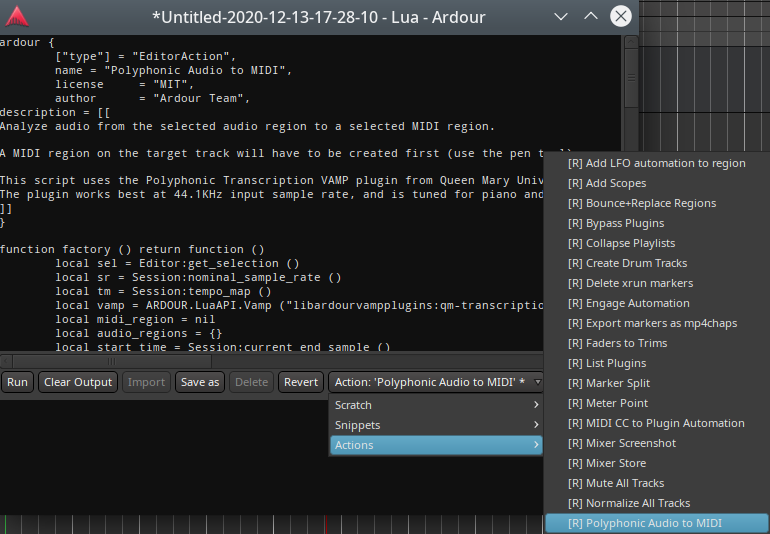 *Untitled-2020-12-13-17-28-10 - Lua - Ardour
ardour {
["type"] = "EditorAction",
name = "Polyphonic Audio to MIDI",
license = "MIT",
author = "Ardour Team",
description = [[
Analyze audio from the selected audio region to a selected MIDI region.
A MIDI region on the target track will have to be created first (use the pen
This script uses the Polyphonic Transcription VAMP plugin from Queen Mary Univ
The plugin works best at 44.1KHz input sample rate, and is tuned for piano and
]]
}
function factory () return function ()
local sel = Editor:get_selection ()
local sr = Session:nominal_sample_rate ()
local tm = Session:tempo_map ()
local vamp = ARDOUR.LuaAPI.Vamp ("libardourvampplugins:qm-transcriptio
local midi_region = nil
local audio_regions = {}
local start_time = Session:current_end_sample ()
Run
Clear Output
Import
Save as
Delete
Revert
Action: 'Polyphonic Audio to MIDI' *
Scratch
Snippets
Actions
[R] Add LFO automation to region
[R] Add Scopes
[R] Bounce+Replace Regions
[R] Bypass Plugins
[R] Collapse Playlists
[R] Create Drum Tracks
[R] Delete xrun markers
[R] Engage Automation
[R] Export markers as mp4chaps
[R] Faders to Trims
[R] List Plugins
[R] Marker Split
[R] Meter Point
[R] MIDI CC to Plugin Automation
[R] Mixer Screenshot
[R] Mixer Store
[R] Mute All Tracks
[R] Normalize All Tracks
[R] Polyphonic Audio to MIDI